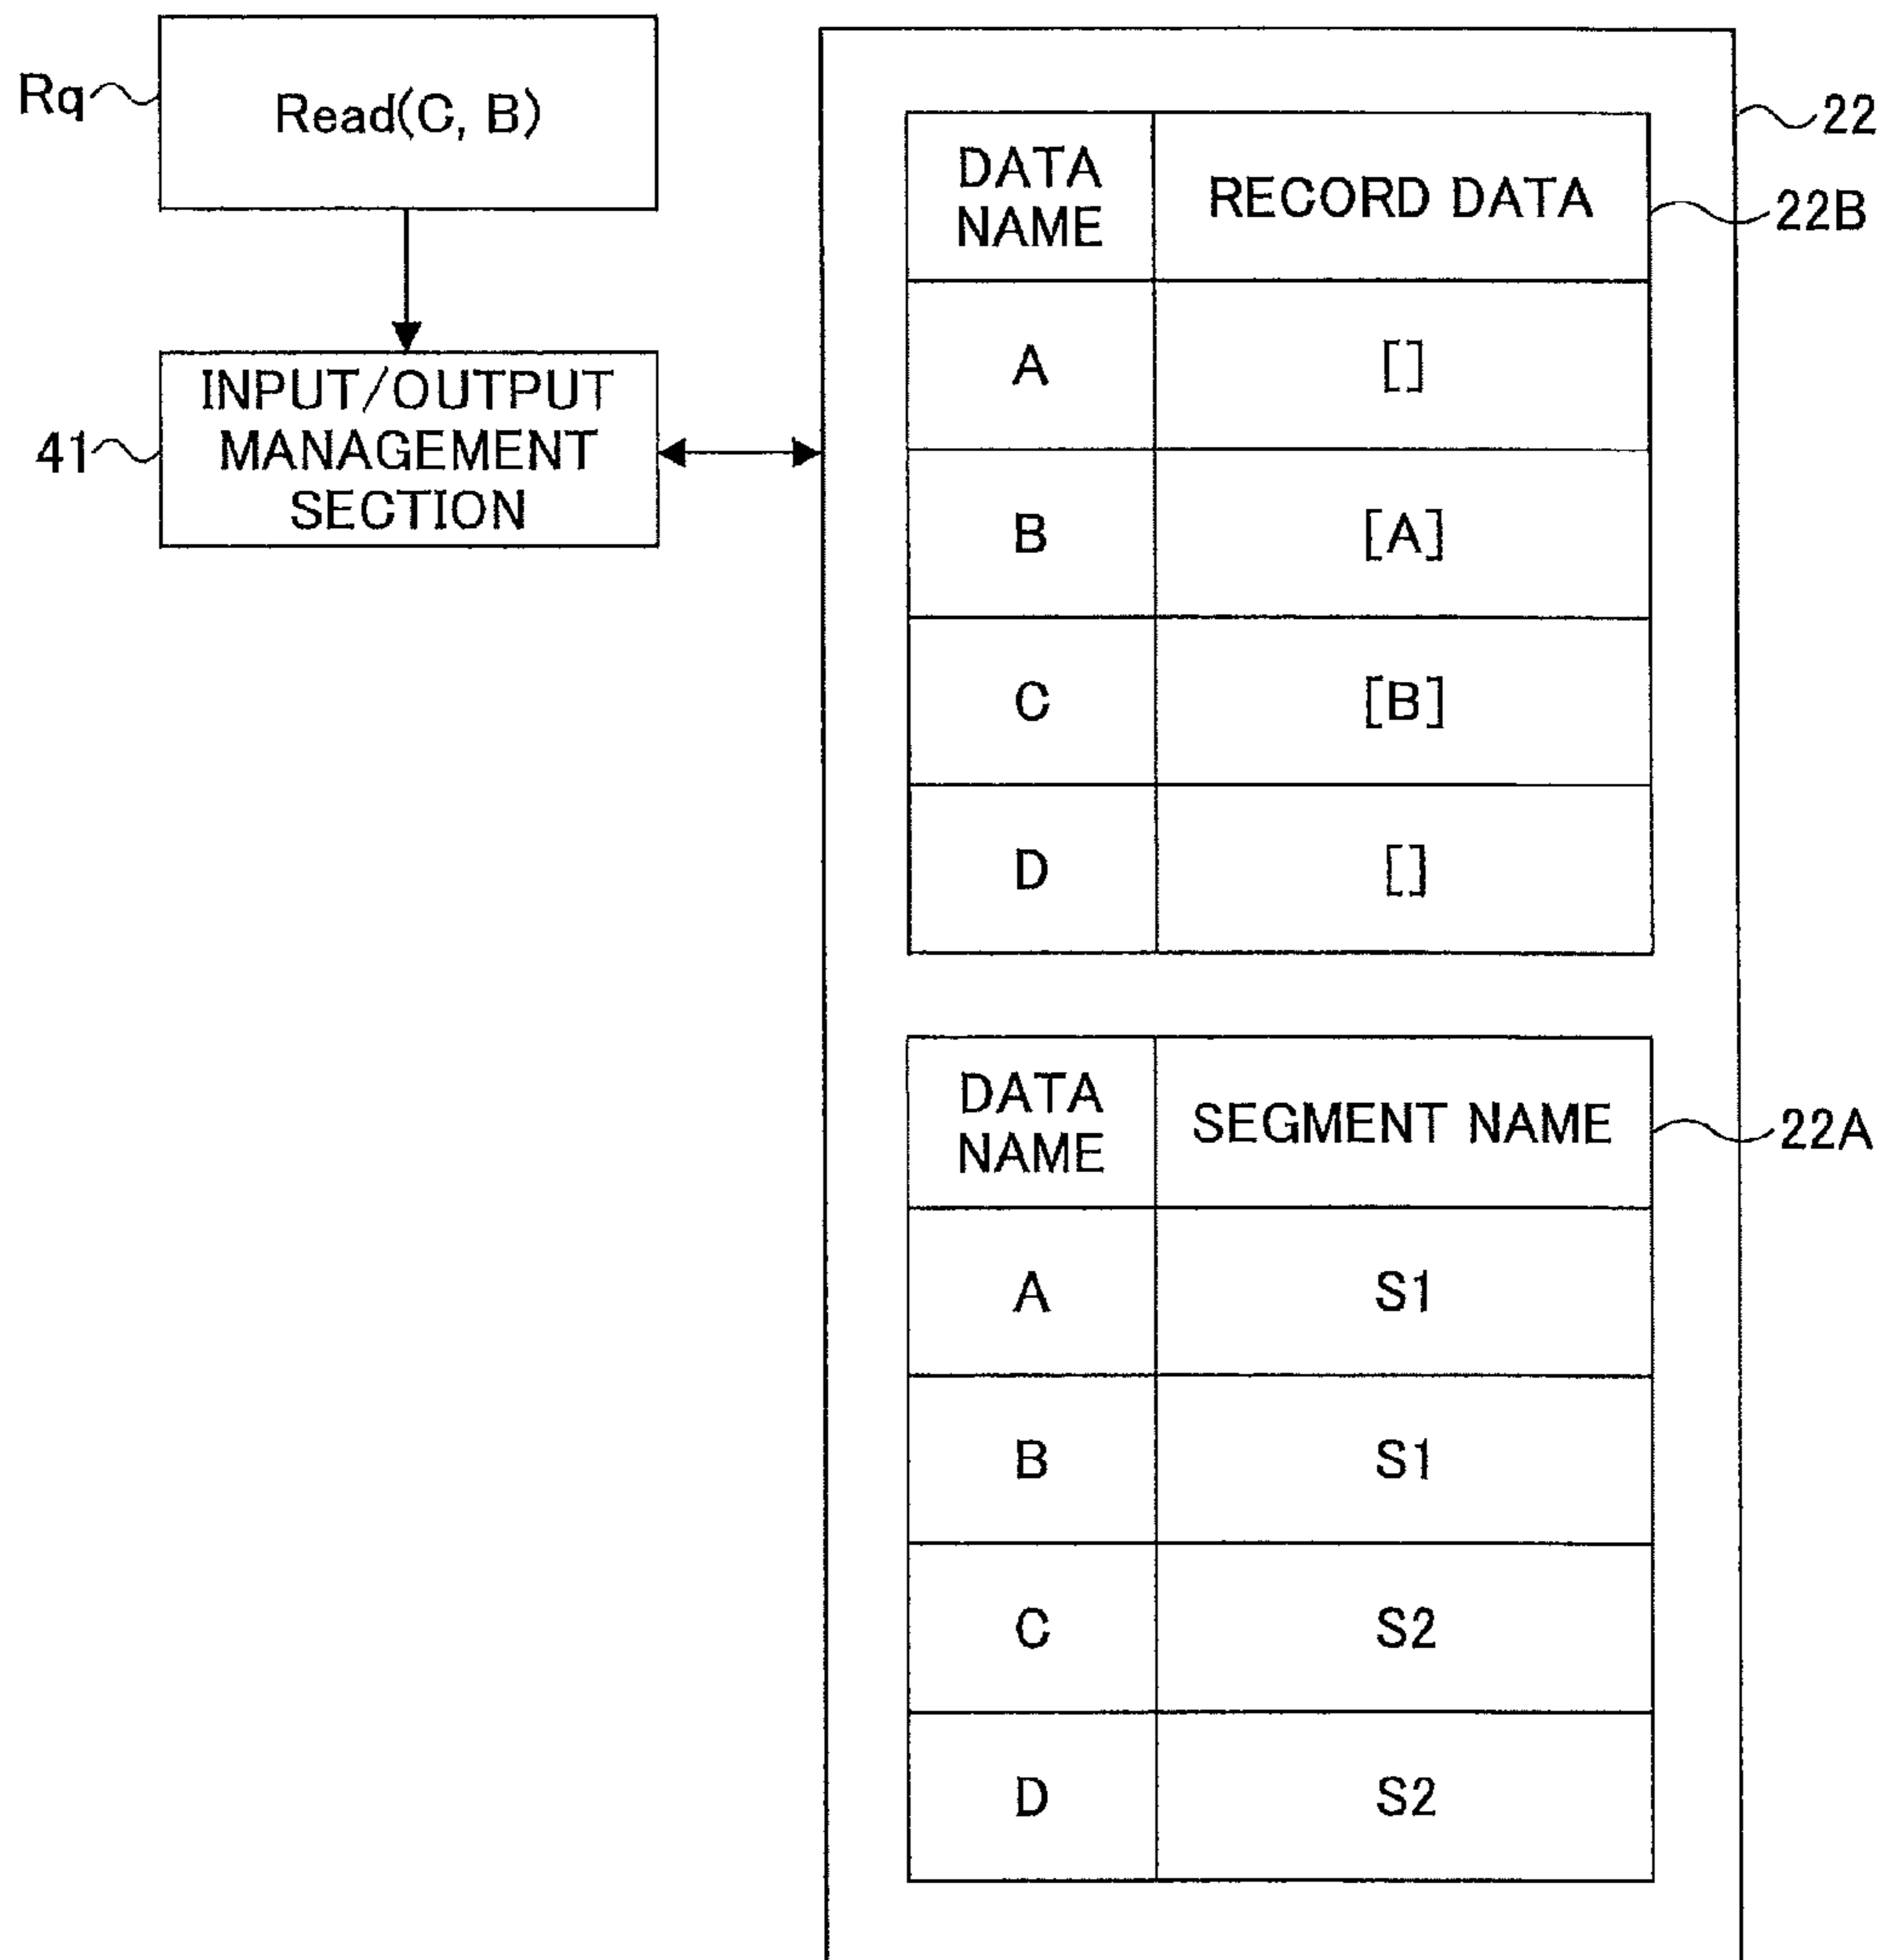 Rq
Read(C, B)
41
INPUT/OUTPUT
MANAGEMENT
SECTION
22
22B
DATA
NAME
RECORD DATA
A
[]
B
[A]
C
[B]
D
[]
22A
DATA
NAME
SEGMENT NAME
A
S1
B
S1
C
S2
D
S2